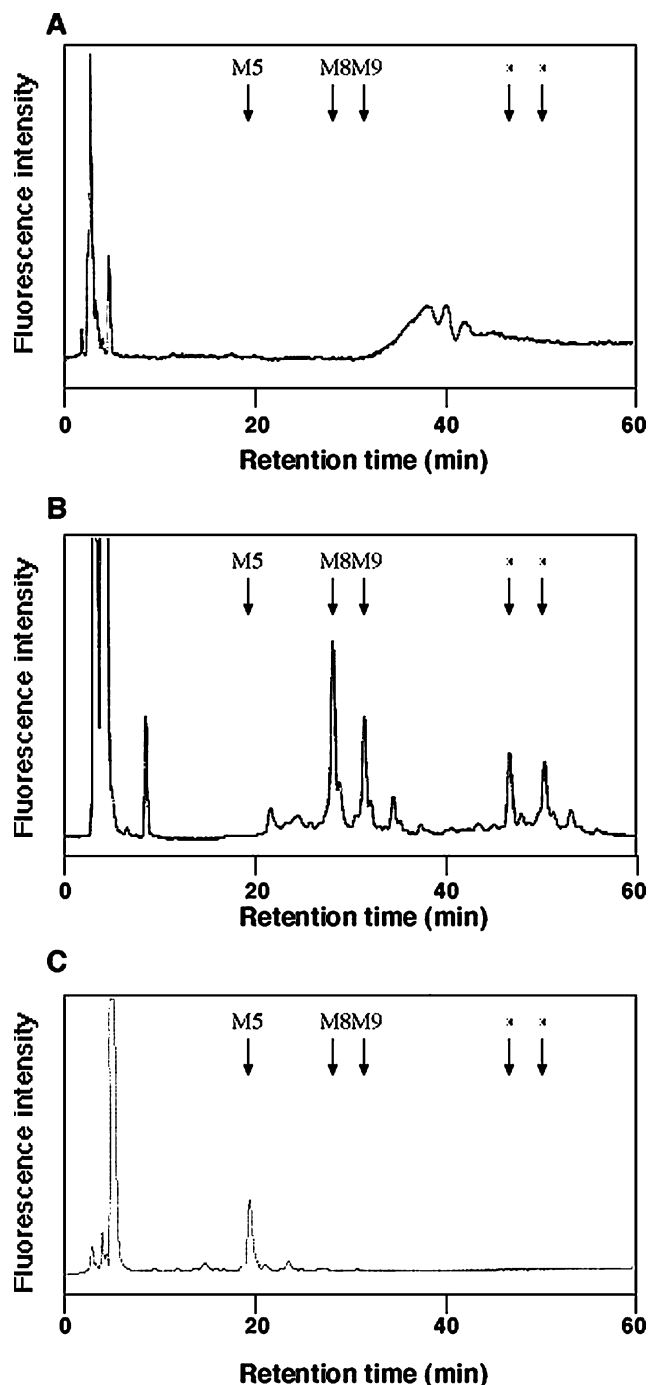 A
M5 M8M9 * *
Fluorescence intensity
0 20 40 60
Retention time (min)
B
M5 M8M9 * *
Fluorescence intensity
0 20 40 60
Retention time (min)
C
M5 M8M9 * *
Fluorescence intensity
0 20 40 60
Retention time (min)